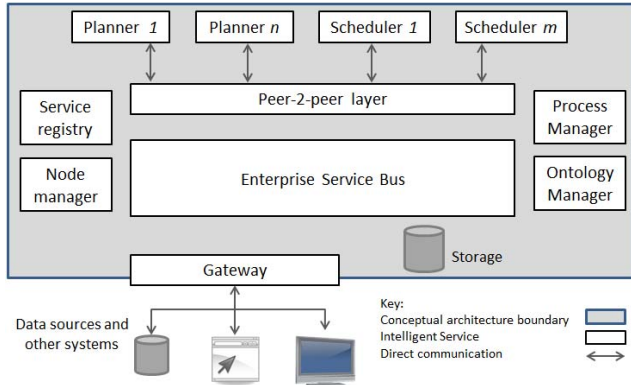 Planner 1
Planner n
Scheduler 1
Scheduler m
Peer-2-peer layer
Service
registry
Process
Manager
Node
manager
Enterprise Service Bus
Ontology
Manager
Storage
Gateway
Data sources and
other systems
Key:
Conceptual architecture boundary
Intelligent Service
Direct communication